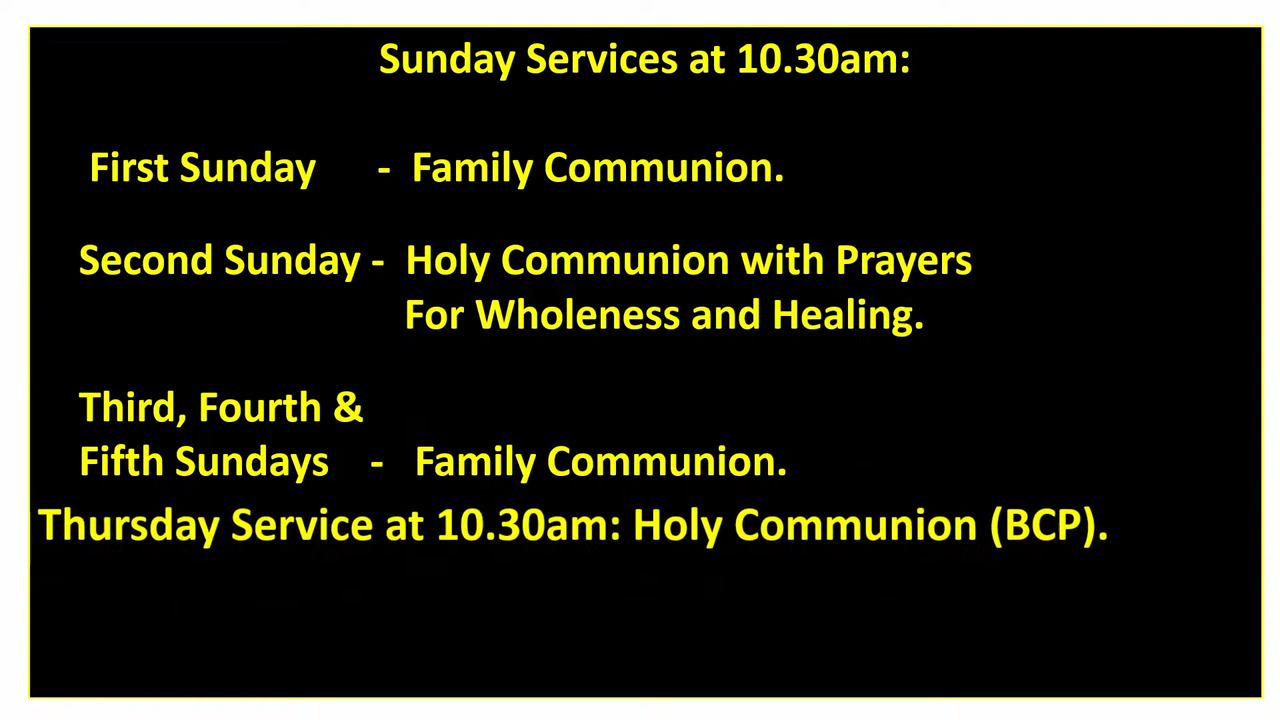 Sunday Services at 10.30am:
First Sunday - Family Communion.
Second Sunday - Holy Communion with Prayers
For Wholeness and Healing.
Third, Fourth &
Fifth Sundays - Family Communion.
Thursday Service at 10.30am: Holy Communion (BCP).